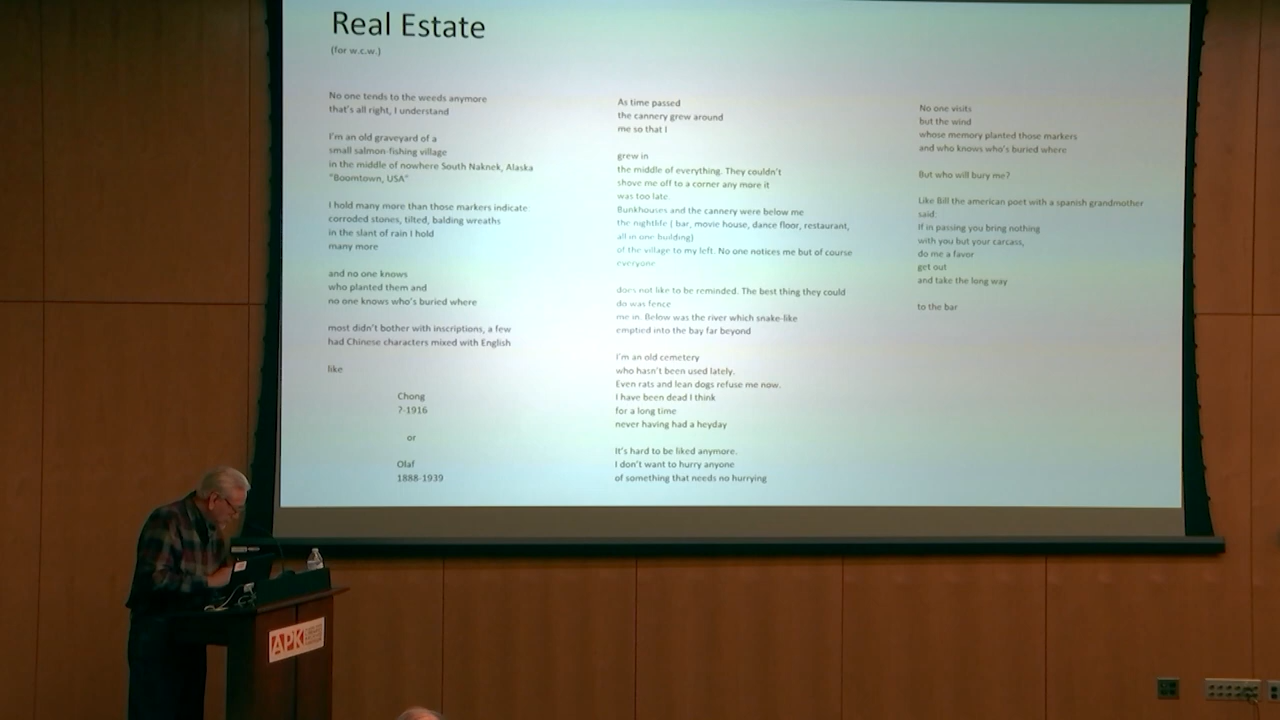 Real Estate
(for w.c.w.)
No one tends to the weeds anymore
that's all right, I understand
I'm an old graveyard of a
small salmon-fishing village
in the middle of nowhere South Naknek, Alaska
"Boomtown, USA"
I hold many more than those markers indicate
corroded stones, tilted, balding wreaths
in the slant of rain I hold
many more
and no one knows
who planted them and
no one knows who's buried where
most didn't bother with inscriptions, a few
had Chinese characters mixed with English
like
Chong
?-1916
or
Olaf
1888-1939
As time passed
the cannery grew around
me so that I
grew in
the middle of everything. They couldn't
shove me off to a corner any more it
was too late
Bunkhouses and the cannery were below me
the nightlife ( bar, movie house, dance floor, restaurant,
all in one building)
of the village to my left. No one notices me but of course
everyone
does not like to be reminded. The best thing they could
do was fence
me in. Below was the river which snake-like
emptied into the bay far beyond
I'm an old cemetery
who hasn't been used lately.
Even rats and lean dogs refuse me now.
I have been dead I think
for a long time
never having had a heyday
It's hard to be liked anymore.
I don't want to hurry anyone
of something that needs no hurrying
No one visits
but the wind
whose memory planted those markers
and who knows who's buried where
But who will bury me?
Like Bill the american poet with a spanish grandmother
said:
If in passing you bring nothing
with you but your carcass,
do me a favor
get out
and take the long way
to the bar
APK